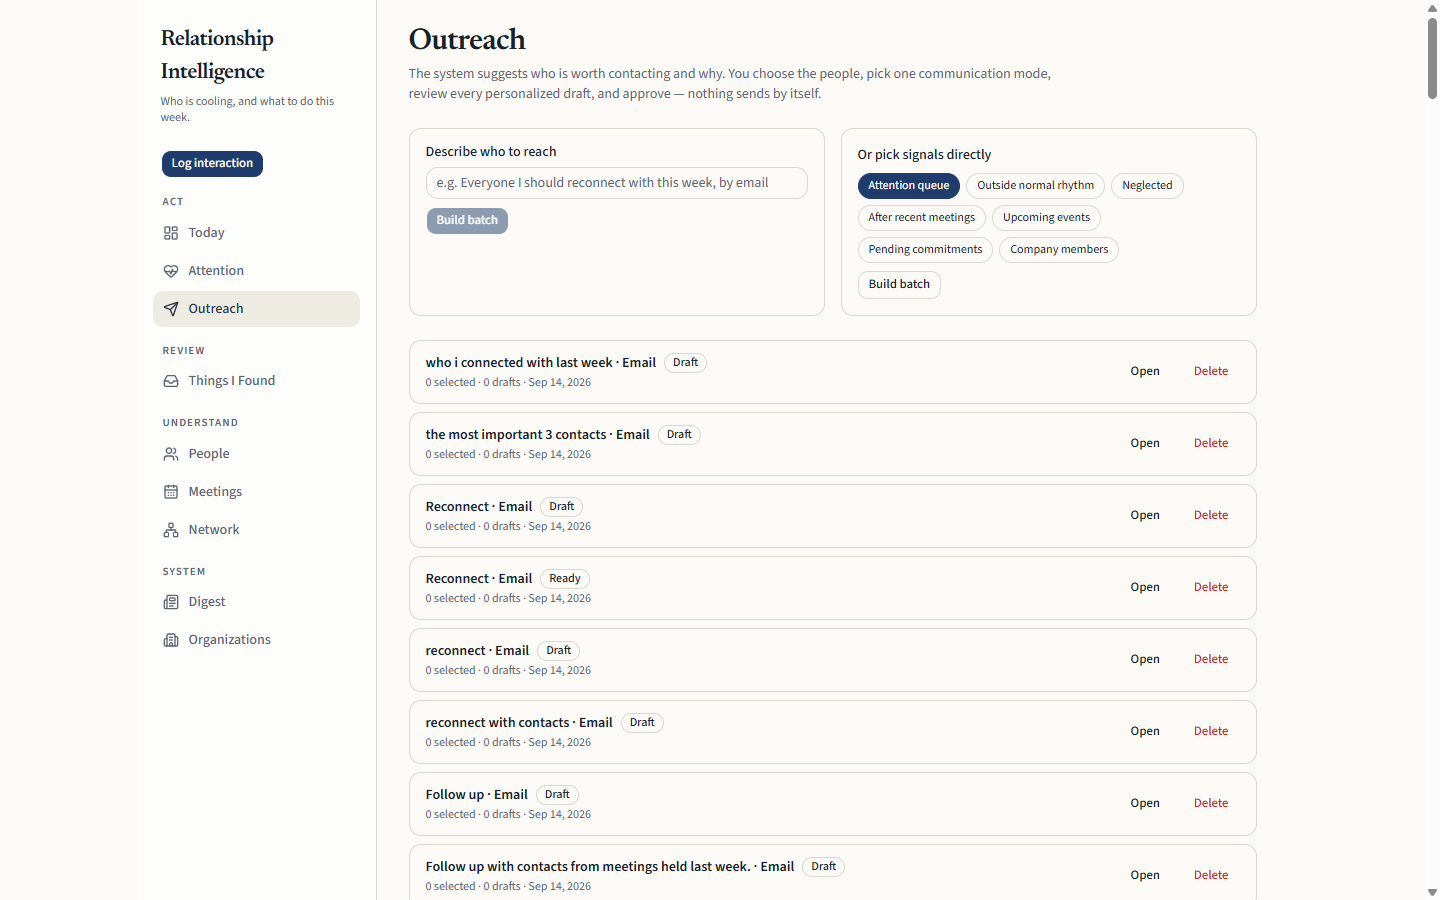 Relationship
Intelligence
Who is cooling, and what to do this
week.
Log interaction
ACT
Today
Attention
Outreach
REVIEW
Things I Found
UNDERSTAND
People
Meetings
Network
SYSTEM
Digest
Organizations
Outreach
The system suggests who is worth contacting and why. You choose the people, pick one communication mode,
review every personalized draft, and approve — nothing sends by itself.
Describe who to reach
e.g. Everyone I should reconnect with this week, by email
Build batch
Or pick signals directly
Attention queue Outside normal rhythm Neglected
After recent meetings Upcoming events
Pending commitments Company members
Build batch
who i connected with last week · Email Draft
0 selected · 0 drafts · Sep 14, 2026
Open Delete
the most important 3 contacts · Email Draft
0 selected · 0 drafts · Sep 14, 2026
Open Delete
Reconnect · Email Draft
0 selected · 0 drafts · Sep 14, 2026
Open Delete
Reconnect · Email Ready
0 selected · 0 drafts · Sep 14, 2026
Open Delete
reconnect · Email Draft
0 selected · 0 drafts · Sep 14, 2026
Open Delete
reconnect with contacts · Email Draft
0 selected · 0 drafts · Sep 14, 2026
Open Delete
Follow up · Email Draft
0 selected · 0 drafts · Sep 14, 2026
Open Delete
Follow up with contacts from meetings held last week. · Email Draft
0 selected · 0 drafts · Sep 14, 2026
Open Delete